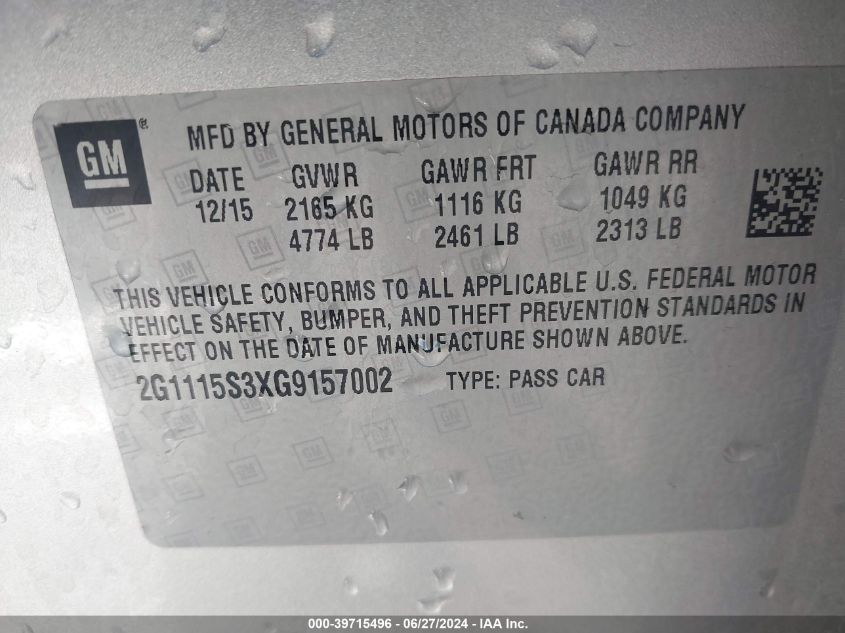 GM
MFD BY GENERAL MOTORS OF CANADA COMPANY
DATE GVWR GAWR FRT GAWR RR
12/15 2165 KG 1116 KG 1049 KG
4774 LB 2461 LB 2313 LB
THIS VEHICLE CONFORMS TO ALL APPLICABLE U.S. FEDERAL MOTOR
VEHICLE SAFETY, BUMPER, AND THEFT PREVENTION STANDARDS IN
EFFECT ON THE DATE OF MANUFACTURE SHOWN ABOVE.
2G1115S3XG9157002 TYPE: PASS CAR
000-39715496 - 06/27/2024 - IAA Inc.